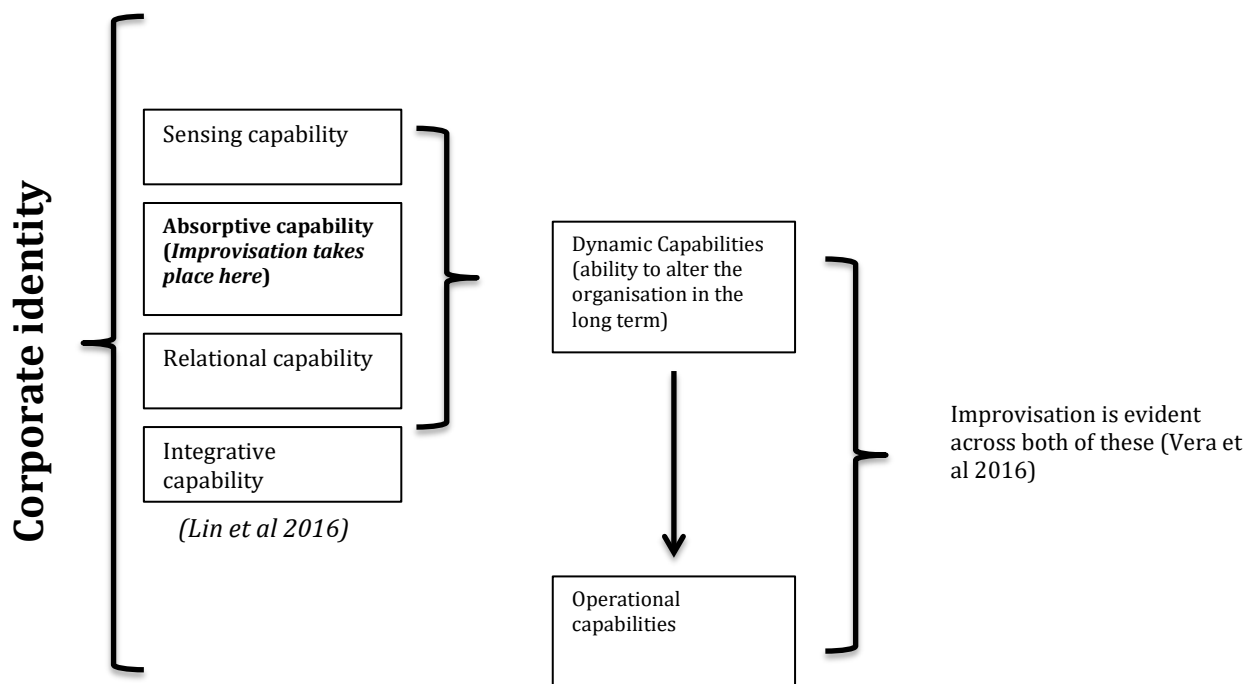 Corporate identity
Sensing capability
Absorptive capability
(Improvisation takes
place here)
Relational capability
Integrative
capability
(Lin et al 2016)
Dynamic Capabilities
(ability to alter the
organisation in the
long term)
Operational
capabilities
Improvisation is evident
across both of these (Vera et
al 2016)